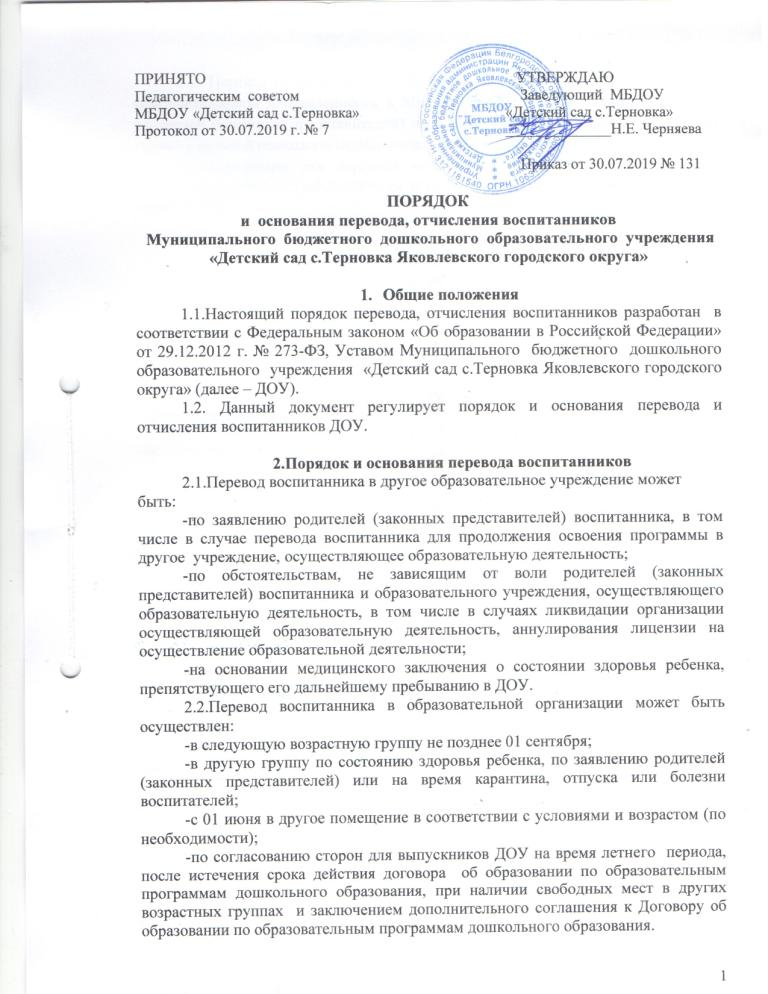 ПРИНЯТО УТВЕРЖДАЮ
Педагогическим советом Заведующий МБДОУ
МБДОУ «Детский сад с.Терновка» «Детский сад с.Терновка»
Протокол от 30.07.2019 г. № 7 Н.Е. Черняева
Приказ от 30.07.2019 № 131
МБДОУ
"Детский сад
с.Терновка
ПОРЯДОК
и основания перевода, отчисления воспитанников
Муниципального бюджетного дошкольного образовательного учреждения
«Детский сад с.Терновка Яковлевского городского округа»
1. Общие положения
1.1.Настоящий порядок перевода, отчисления воспитанников разработан в
соответствии с Федеральным законом «Об образовании в Российской Федерации»
от 29.12.2012 г. № 273-ФЗ, Уставом Муниципального бюджетного дошкольного
образовательного учреждения «Детский сад с.Терновка Яковлевского городского
округа» (далее – ДОУ).
1.2. Данный документ регулирует порядок и основания перевода и
отчисления воспитанников ДОУ.
2.Порядок и основания перевода воспитанников
2.1.Перевод воспитанника в другое образовательное учреждение может
быть:
-по заявлению родителей (законных представителей) воспитанника, в том
числе в случае перевода воспитанника для продолжения освоения программы в
другое учреждение, осуществляющее образовательную деятельность;
-по обстоятельствам, не зависящим от воли родителей (законных
представителей) воспитанника и образовательного учреждения, осуществляющего
образовательную деятельность, в том числе в случаях ликвидации организации
осуществляющей образовательную деятельность, аннулирования лицензии на
осуществление образовательной деятельности;
-на основании медицинского заключения о состоянии здоровья ребенка,
препятствующего его дальнейшему пребыванию в ДОУ.
2.2.Перевод воспитанника в образовательной организации может быть
осуществлен:
-в следующую возрастную группу не позднее 01 сентября;
-в другую группу по состоянию здоровья ребенка, по заявлению родителей
(законных представителей) или на время карантина, отпуска или болезни
воспитателей;
-с 01 июня в другое помещение в соответствии с условиями и возрастом (по
необходимости);
-по согласованию сторон для выпускников ДОУ на время летнего периода,
после истечения срока действия договора об образовании по образовательным
программам дошкольного образования, при наличии свободных мест в других
возрастных группах и заключением дополнительного соглашения к Договору об
образовании по образовательным программам дошкольного образования.
1